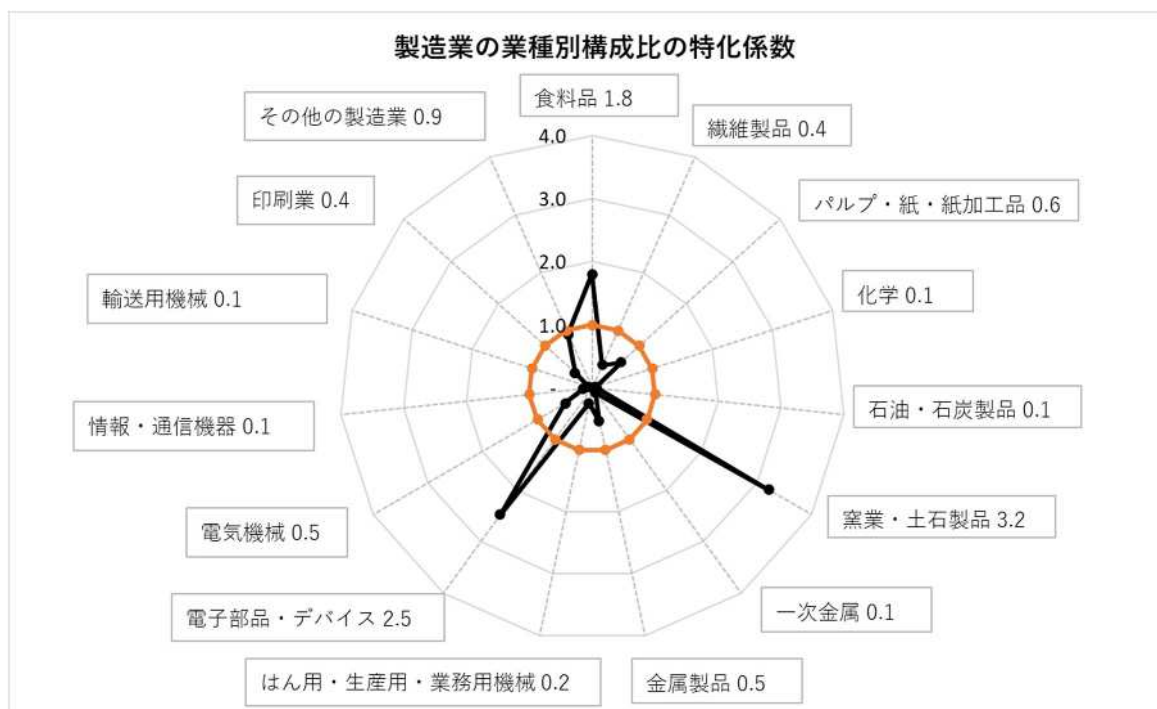 製造業の業種別構成比の特化係数
食料品 1.8
繊維製品 0.4
パルプ・紙・紙加工品 0.6
化学 0.1
石油・石炭製品 0.1
窯業・土石製品 3.2
一次金属 0.1
金属製品 0.5
はん用・生産用・業務用機械 0.2
電子部品・デバイス 2.5
電気機械 0.5
情報・通信機器 0.1
輸送用機械 0.1
印刷業 0.4
その他の製造業 0.9
4.0
3.0
2.0
1.0
-